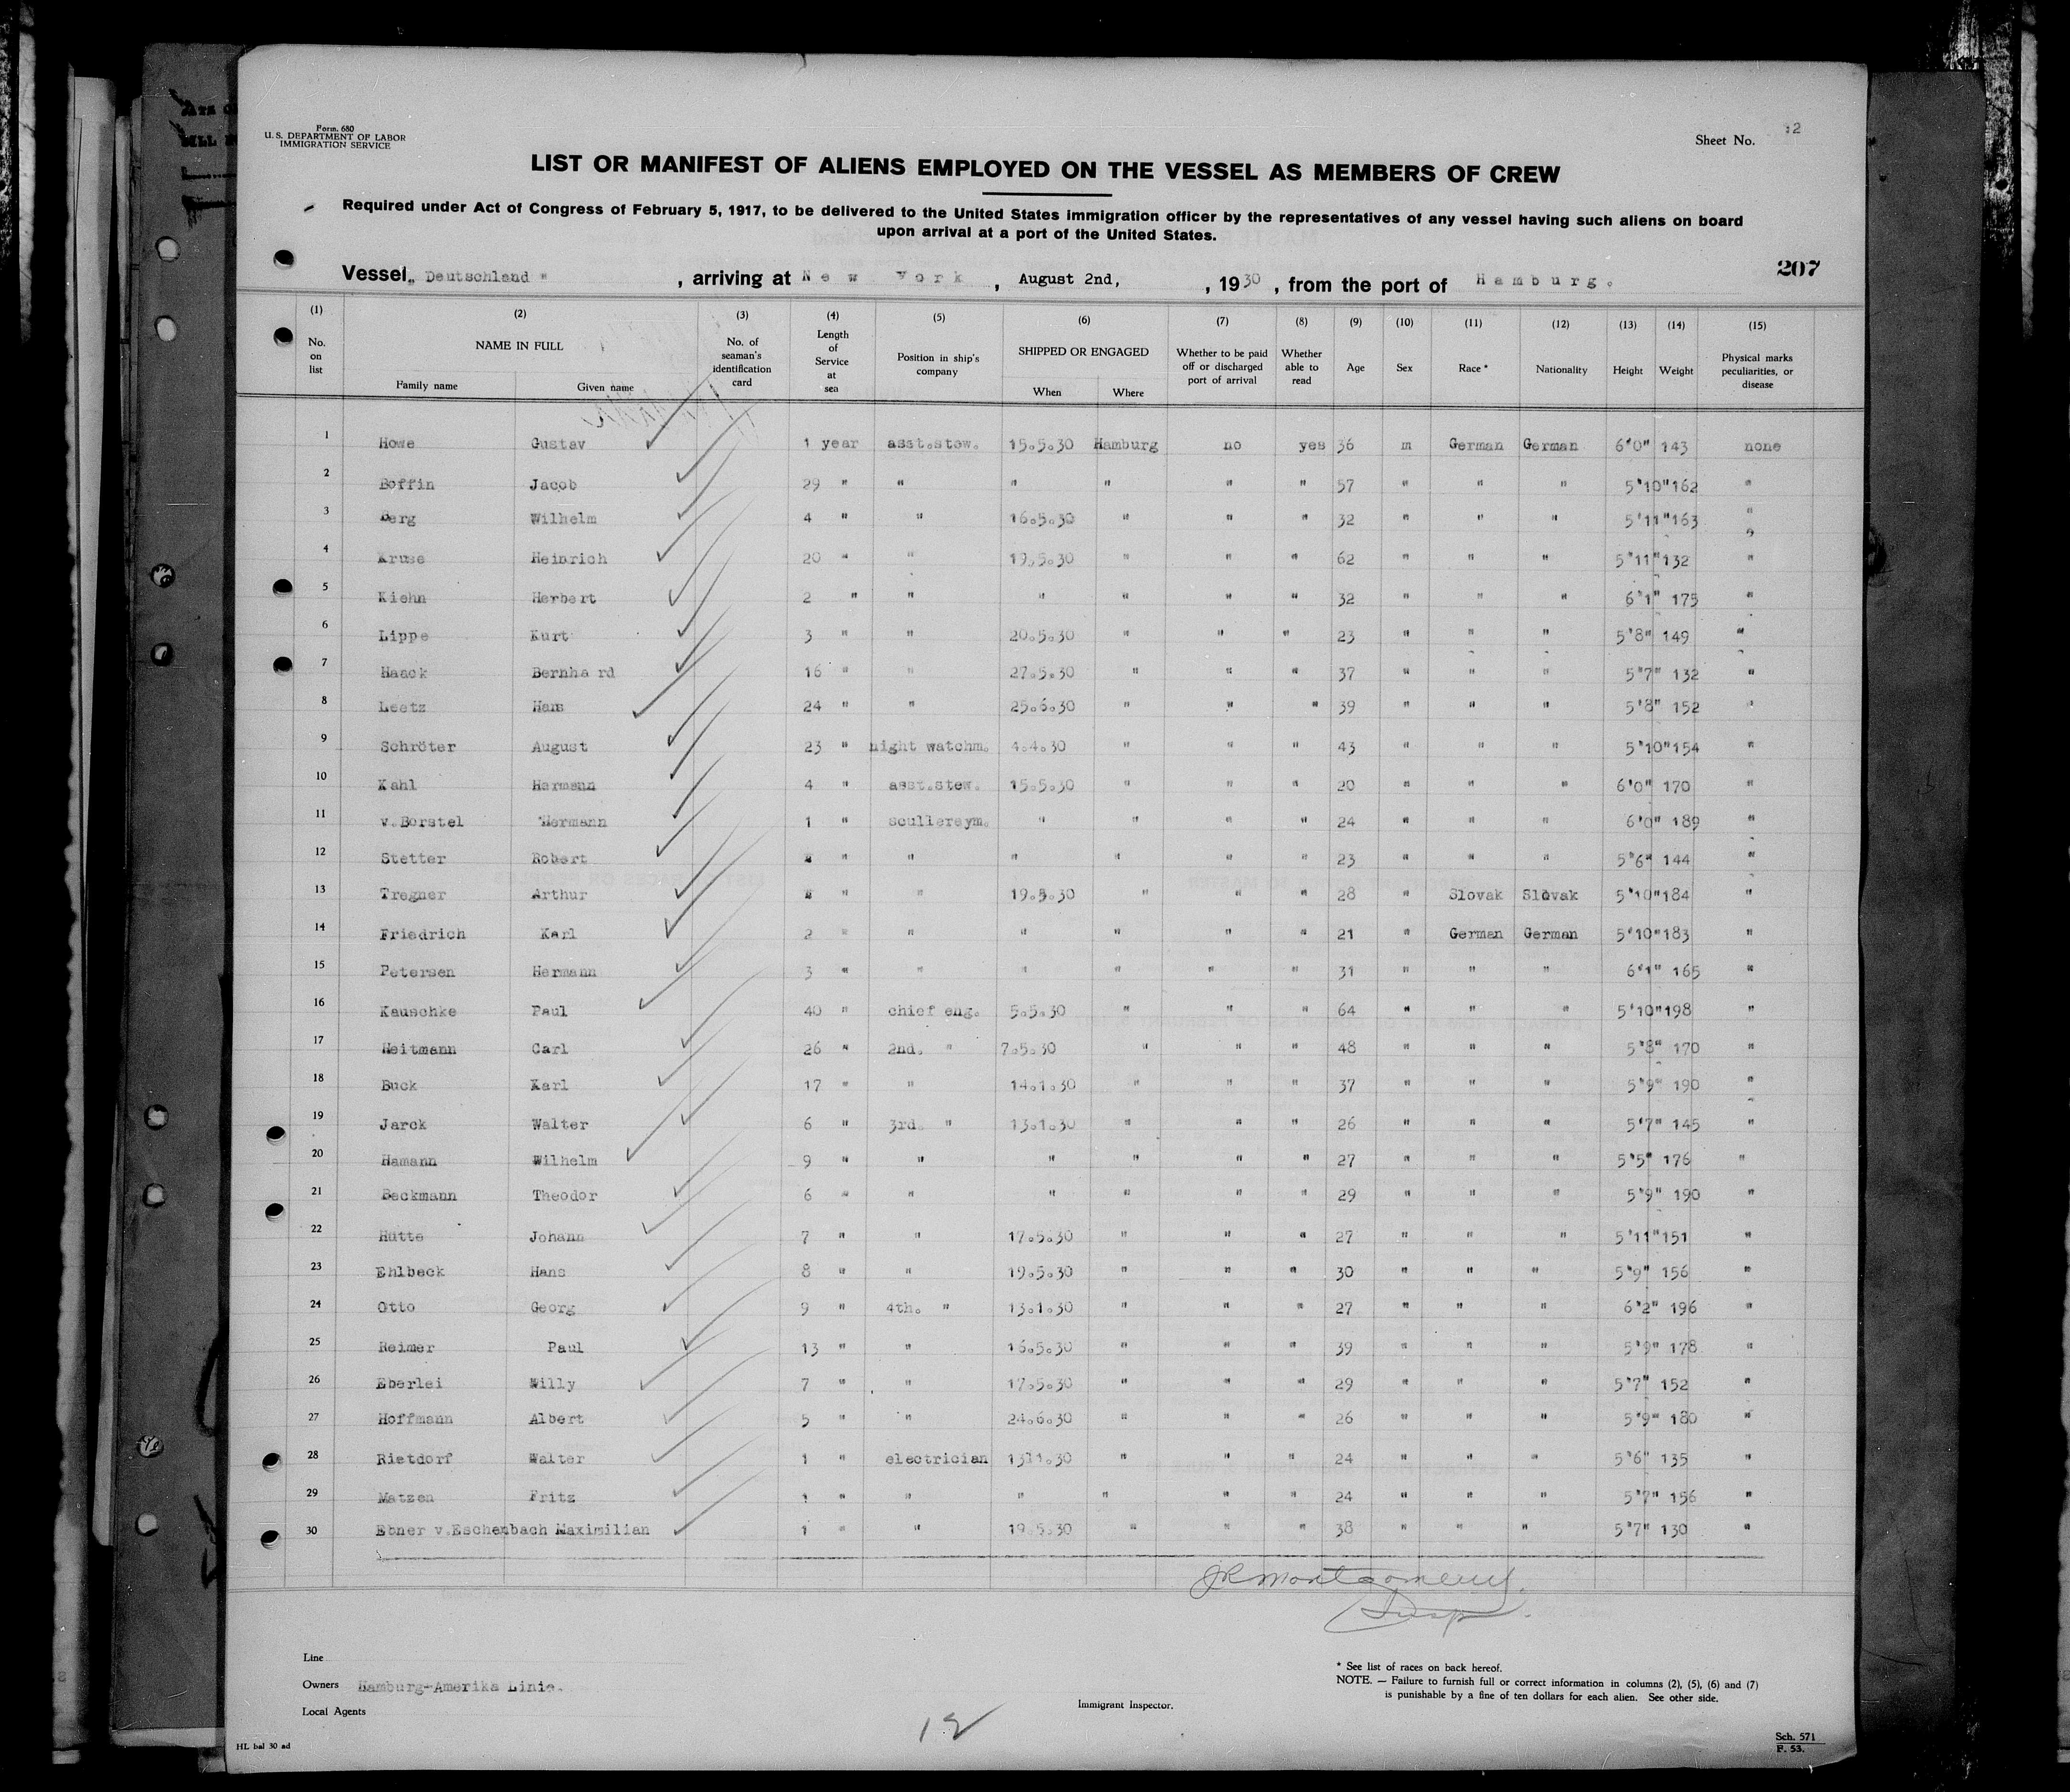 Form. 680
U. S. DEPARTMENT OF LABOR
IMMIGRATION SERVICE
Sheet No. 12
LIST OR MANIFEST OF ALIENS EMPLOYED ON THE VESSEL AS MEMBERS OF CREW
Required under Act of Congress of February 5, 1917, to be delivered to the United States immigration officer by the representatives of any vessel having such aliens on board
upon arrival at a port of the United States.
207
Vessel „ Deutschland " , arriving at New York , August 2nd, , 1930 , from the port of Hamburg.
(1) (2) (3) (4) (5) (6) (7) (8) (9) (10) (11) (12) (13) (14) (15)
No. on list NAME IN FULL Family name Given name No. of seaman's identification card Length of Service at sea Position in ship's company SHIPPED OR ENGAGED When Where Whether to be paid off or discharged port of arrival Whether able to read Age Sex Race * Nationality Height Weight Physical marks peculiarities, or disease
1 Howe Gustav 1 year asst.stew. 15.5.30 Hamburg no yes 36 m German German 6'0" 143 none
2 Boffin Jacob 29 " " " " " " 57 " " " 5'10" 162 "
3 Berg Wilhelm 4 " " 16.5.30 " " " 32 " " " 5'11" 163 "
4 Kruse Heinrich 20 " " 19.5.30 " " " 62 " " " 5'11" 132 "
5 Kiehn Herbert 2 " " " " " " 32 " " " 6'1" 175 "
6 Lippe Kurt 3 " " 20.5.30 " " " 23 " " " 5'8" 149 "
7 Haack Bernha rd 16 " " 27.5.30 " " " 37 " " " 5'7" 132 "
8 Leetz Hans 24 " " 25.6.30 " " " 39 " " " 5'8" 152 "
9 Schröter August 23 " night watchm. 4.4.30 " " " 43 " " " 5'10" 154 "
10 Kahl Hermann 4 " asst.stew. 15.5.30 " " " 20 " " " 6'0" 170 "
11 v.Borstel Hermann 1 " scullereym. " " " " 24 " " " 6'0" 189 "
12 Stetter Robert " " " " " " 23 " " " 5'6" 144 "
13 Tregner Arthur " " 19.5.30 " " " 28 " Slovak Slovak 5'10" 184 "
14 Friedrich Karl 2 " " " " " " 21 " German German 5'10" 183 "
15 Petersen Hermann 3 " " " " " " 31 " " " 6'1" 165 "
16 Kauschke Paul 40 " chief eng. 5.5.30 " " " 64 " " " 5'10" 198 "
17 Heitmann Carl 26 " 2nd. " 7.5.30 " " " 48 " " " 5'8" 170 "
18 Buck Karl 17 " " 14.1.30 " " " 37 " " " 5'9" 190 "
19 Jarck Walter 6 " 3rd. " 13.1.30 " " " 26 " " " 5'7" 145 "
20 Hamann Wilhelm 9 " " " " " " 27 " " " 5'5" 176 "
21 Beckmann Theodor 6 " " " " " " 29 " " " 5'9" 190 "
22 Hütte Johann 7 " " 17.5.30 " " " 27 " " " 5'11" 151 "
23 Ehlbeck Hans 8 " " 19.5.30 " " " 30 " " " 5'9" 156 "
24 Otto Georg 9 " 4th. " 13.1.30 " " " 27 " " " 6'2" 196 "
25 Reimer Paul 13 " " 16.5.30 " " " 39 " " " 5'9" 178 "
26 Eberlei Willy 7 " " 17.5.30 " " " 29 " " " 5'7" 152 "
27 Hoffmann Albert 5 " " 24.6.30 " " " 26 " " " 5'9" 180 "
28 Rietdorf Walter 1 " electrician " " " 24 " " " 5'6" 135 "
29 Matzen Fritz 1 " " " " " " 24 " " " 5'7" 156 "
30 Ebner v.Eschenbach Maximilian 1 " " 19.5.30 " " " 38 " " " 5'7" 130 "
JR Montgomery.
Insp.
Line
Owners Hamburg-Amerika Linie.
Local Agents
Immigrant Inspector.
* See list of races on back hereof.
NOTE. — Failure to furnish full or correct information in columns (2), (5), (6) and (7)
is punishable by a fine of ten dollars for each alien. See other side.
12
HL bal 30 ad
Sch. 571
F. 53.